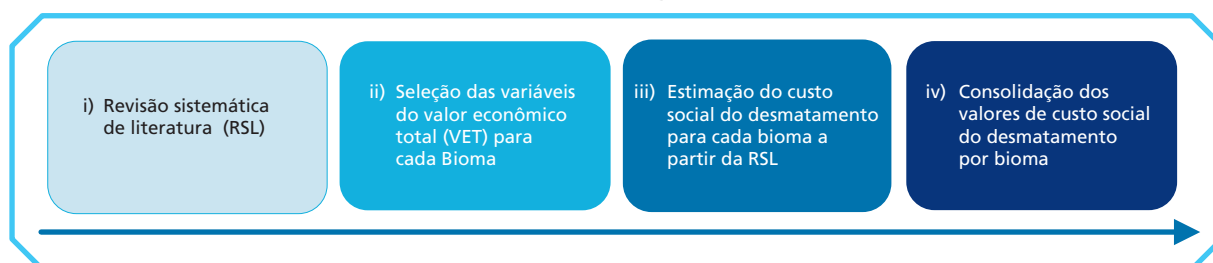 i) Revisão sistemática
de literatura (RSL)
ii) Seleção das variáveis
do valor econômico
total (VET) para
cada Bioma
iii) Estimação do custo
social do desmatamento
para cada bioma a
partir da RSL
iv) Consolidação dos
valores de custo social
do desmatamento
por bioma